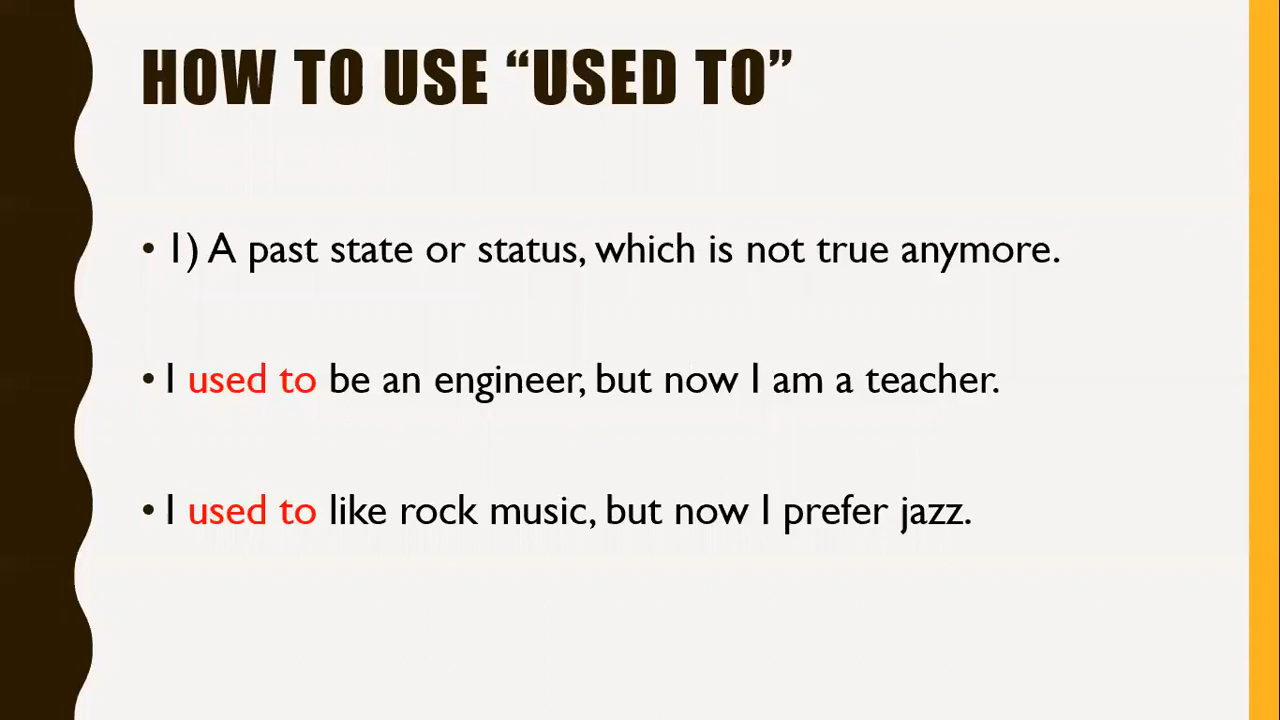 HOW TO USE “USED TO”
• 1) A past state or status, which is not true anymore.
• I used to be an engineer, but now I am a teacher.
• I used to like rock music, but now I prefer jazz.